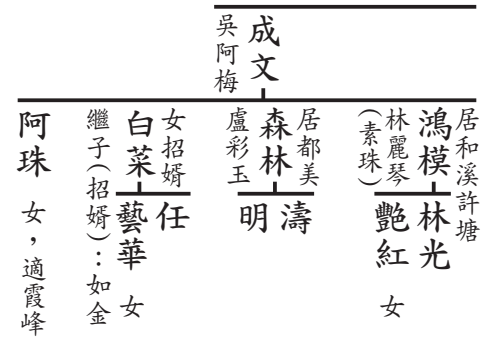 成文
吳阿梅
居和溪許塘
鴻模
林麗琴
(素珠)
林光
艷紅 女
居都美
森林
盧彩玉
濤
明
女招婿
白菜
繼子(招婿):如金
任
藝華 女
阿珠 女,適霞峰